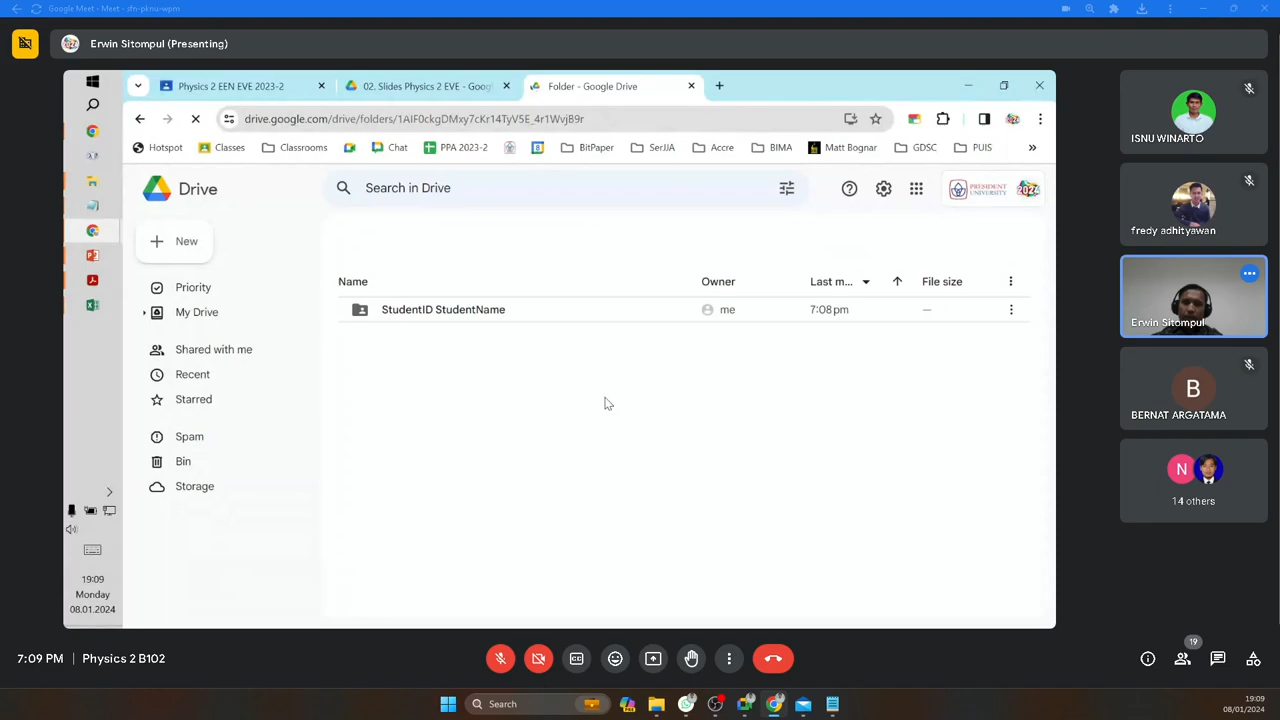 Google Meet - Meet - sfn-pknu-wpm
Erwin Sitompul (Presenting)
Physics 2 EEN EVE 2023-2
02. Slides Physics 2 EVE - Goog
Folder - Google Drive
drive.google.com/drive/folders/1AIF0ckgDMxy7cKr14TyV5E_4r1WvjB9r
Hotspot
Classes
Classrooms
Chat
PPA 2023-2
BitPaper
SerJJA
Accre
BIMA
Matt Bognar
GDSC
PUIS
Drive
Search in Drive
PRESIDENT
UNIVERSITY
2024
New
Name
Owner
Last m...
File size
StudentID StudentName
me
7:08 pm
—
Priority
My Drive
Shared with me
Recent
Starred
Spam
Bin
Storage
19:09
Monday
08.01.2024
ISNU WINARTO
fredy adhityawan
Erwin Sitompul
B
BERNAT ARGATAMA
N
14 others
7:09 PM | Physics 2 B102
19
Search
19:09
08/01/2024